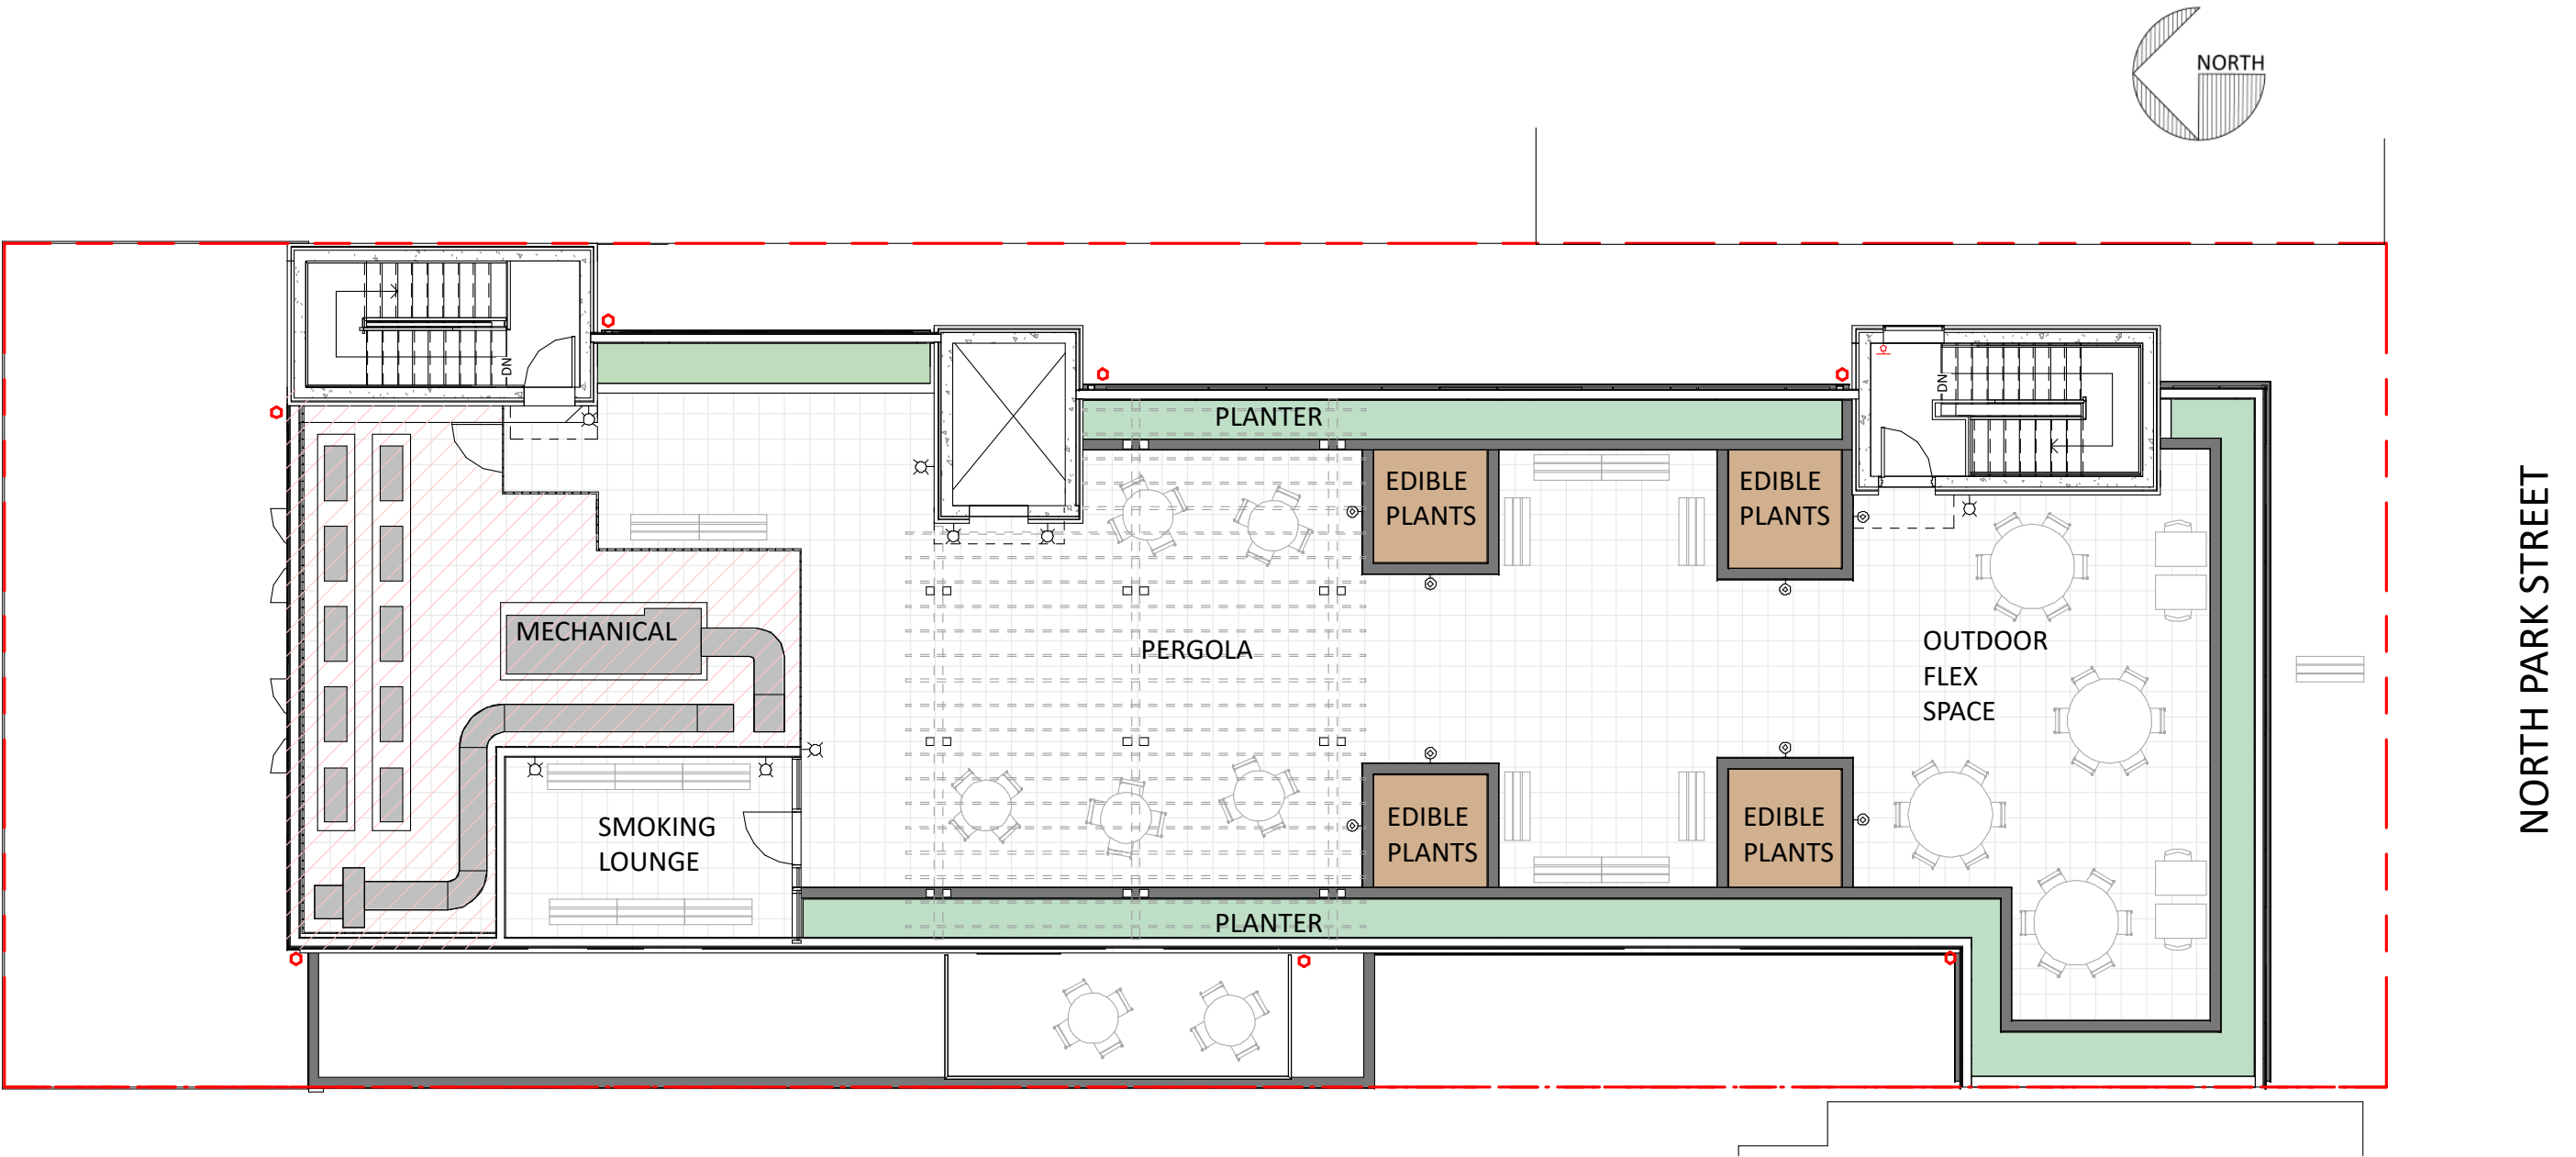 NORTH
DN
DN
PLANTER
EDIBLE
PLANTS
EDIBLE
PLANTS
MECHANICAL
PERGOLA
OUTDOOR
FLEX
SPACE
NORTH PARK STREET
SMOKING
LOUNGE
EDIBLE
PLANTS
EDIBLE
PLANTS
PLANTER